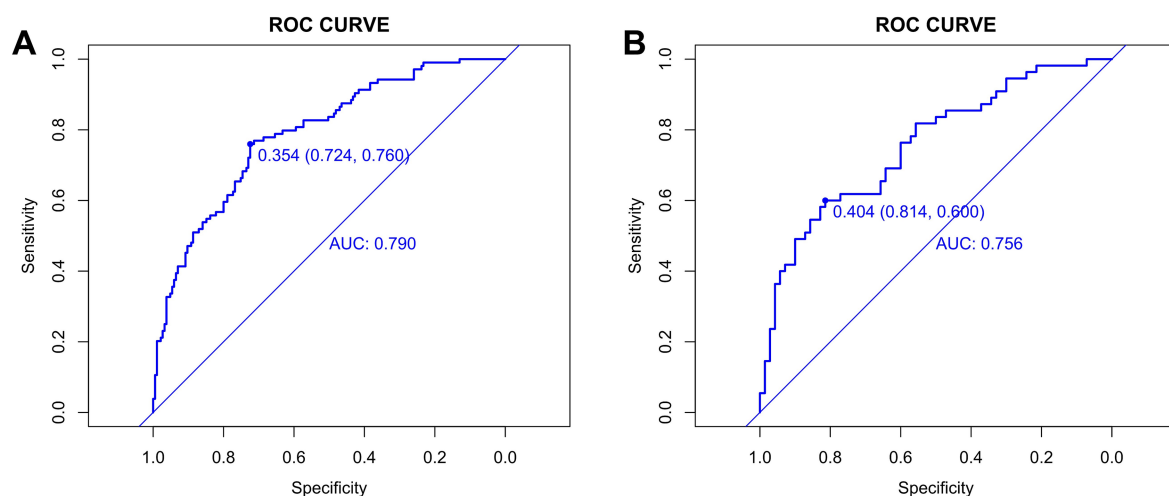 A
ROC CURVE
Sensitivity
1.0
0.8
0.6
0.4
0.2
0.0
0.354 (0.724, 0.760)
AUC: 0.790
1.0 0.8 0.6 0.4 0.2 0.0
Specificity
B
ROC CURVE
Sensitivity
1.0
0.8
0.6
0.4
0.2
0.0
0.404 (0.814, 0.600)
AUC: 0.756
1.0 0.8 0.6 0.4 0.2 0.0
Specificity